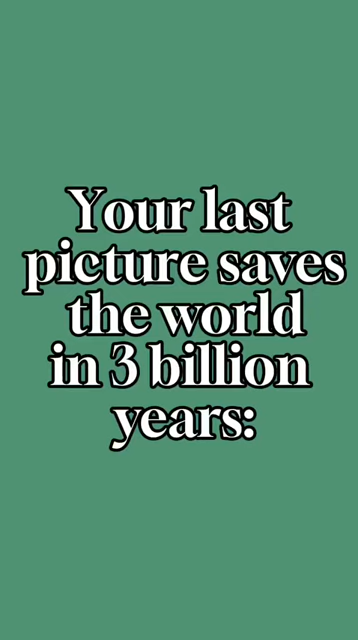 Your last
picture saves
the world
in 3 billion
years: